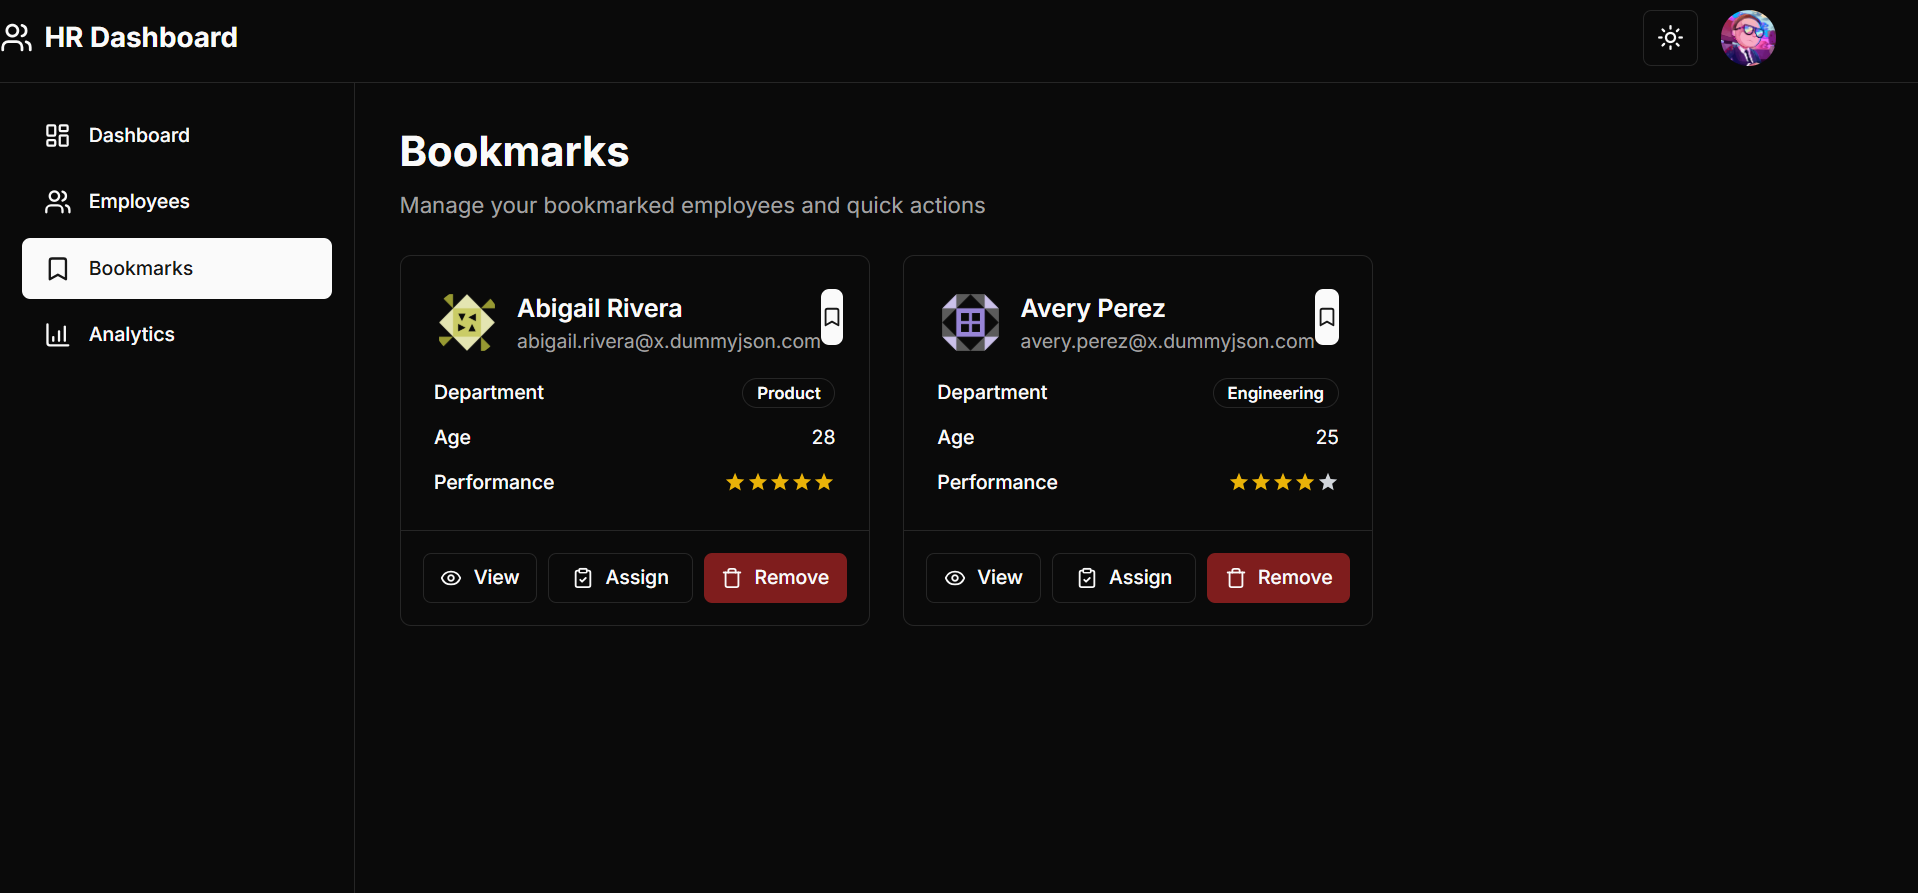 HR Dashboard
Dashboard
Employees
Bookmarks
Analytics
Bookmarks
Manage your bookmarked employees and quick actions
Abigail Rivera
abigail.rivera@x.dummyjson.com
Department Product
Age 28
Performance
View Assign Remove
Avery Perez
avery.perez@x.dummyjson.com
Department Engineering
Age 25
Performance
View Assign Remove